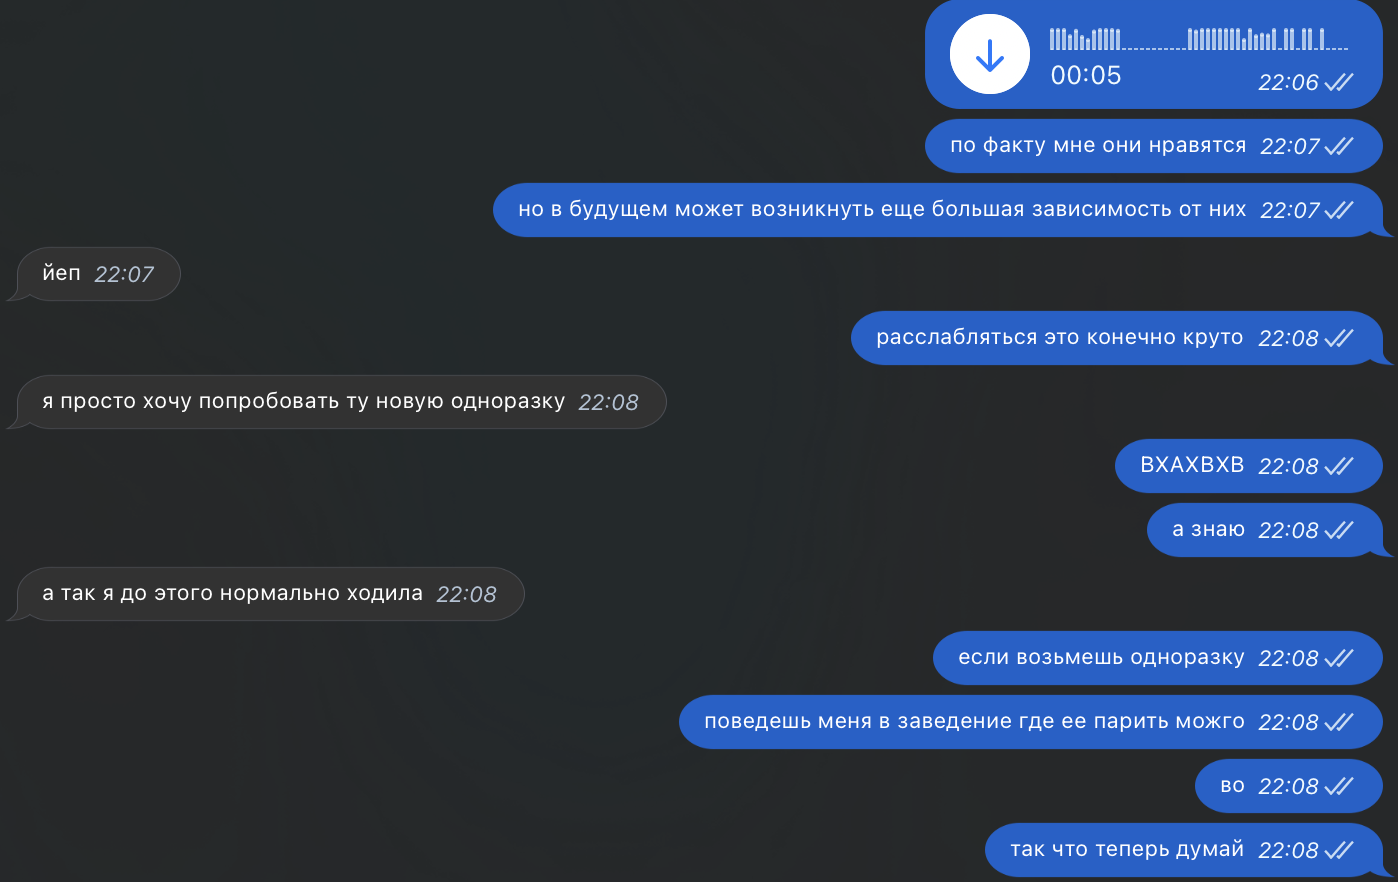 00:05 22:06
по факту мне они нравятся 22:07
но в будущем может возникнуть еще большая зависимость от них 22:07
йеп 22:07
расслабляться это конечно круто 22:08
я просто хочу попробовать ту новую одноразку 22:08
ВХАХВХВ 22:08
а знаю 22:08
а так я до этого нормально ходила 22:08
если возьмешь одноразку 22:08
поведешь меня в заведение где ее парить можго 22:08
во 22:08
так что теперь думай 22:08